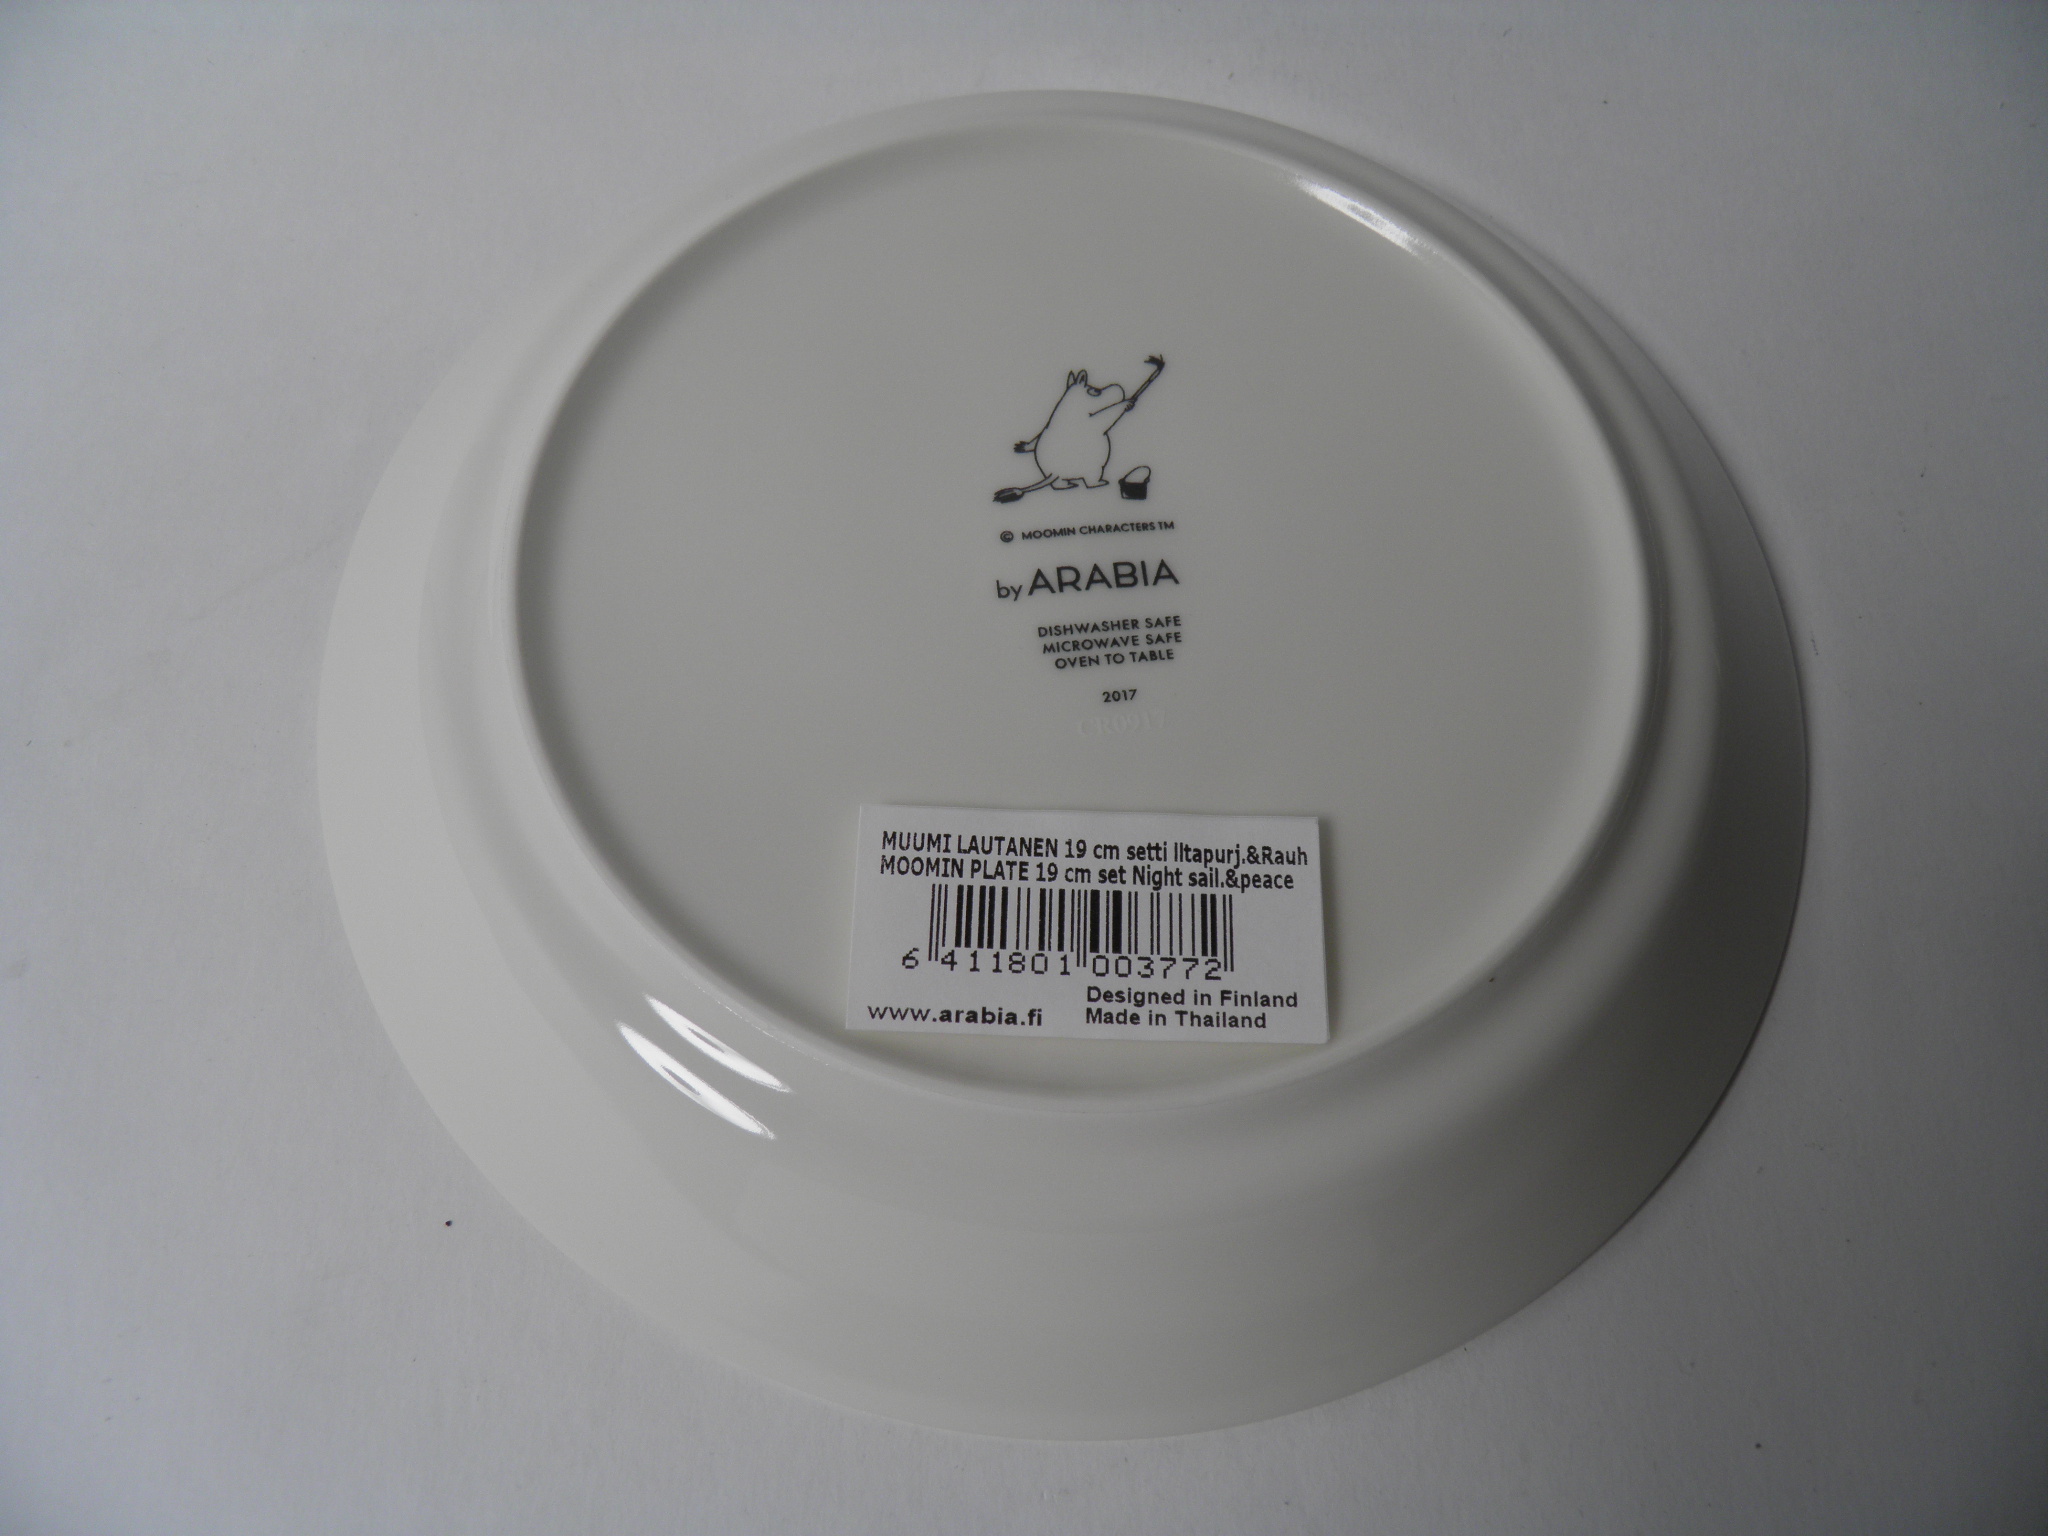 © MOOMIN CHARACTERS™
by ARABIA
DISHWASHER SAFE
MICROWAVE SAFE
OVEN TO TABLE
2017
CR0917
MUUMI LAUTANEN 19 cm setti Iltapurj.&Rauh
MOOMIN PLATE 19 cm set Night sail.&peace
6 411801 003772
Designed in Finland
www.arabia.fi Made in Thailand